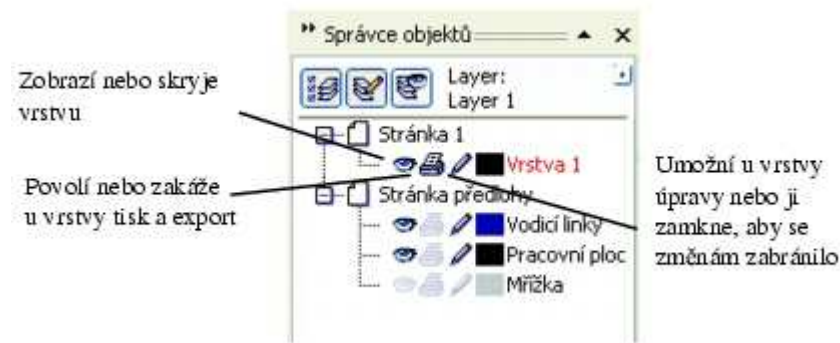 Správce objektů
Layer:
Layer 1
Zobrazí nebo skryje
vrstvu
Stránka 1
Vrstva 1
Povolí nebo zakáže
u vrstvy tisk a export
Stránka předlohy
Vodicí linky
Pracovní ploc
Mřížka
Umožní u vrstvy
úpravy nebo ji
zamkne, aby se
změnám zabránilo